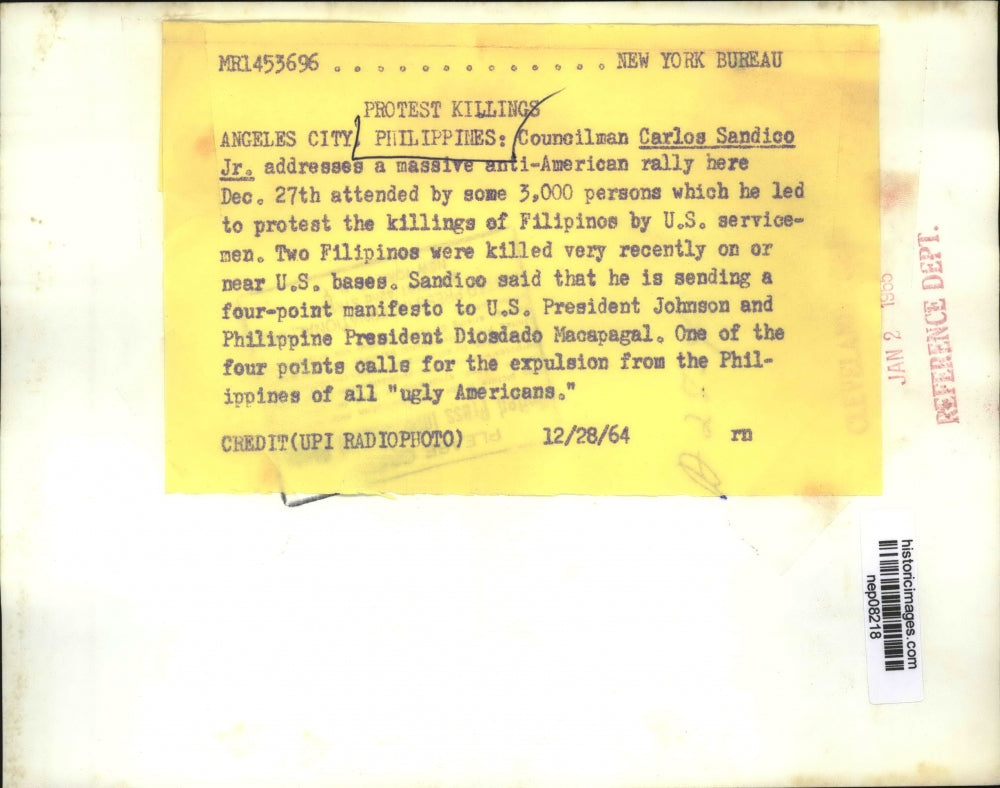 MR1453696 . . . . . . . . . . . . . . NEW YORK BUREAU
PROTEST KILLINGS
ANGELES CITY, PHILIPPINES: Councilman Carlos Sandico
Jr. addresses a massive anti-American rally here
Dec. 27th attended by some 3,000 persons which he led
to protest the killings of Filipinos by U.S. service-
men. Two Filipinos were killed very recently on or
near U.S. bases. Sandico said that he is sending a
four-point manifesto to U.S. President Johnson and
Philippine President Diosdado Macapagal. One of the
four points calls for the expulsion from the Phil-
ippines of all "ugly Americans."
CREDIT(UPI RADIOPHOTO) 12/28/64 rn
JAN 2 1965
REFERENCE DEPT.
historicimages.com
nep08218